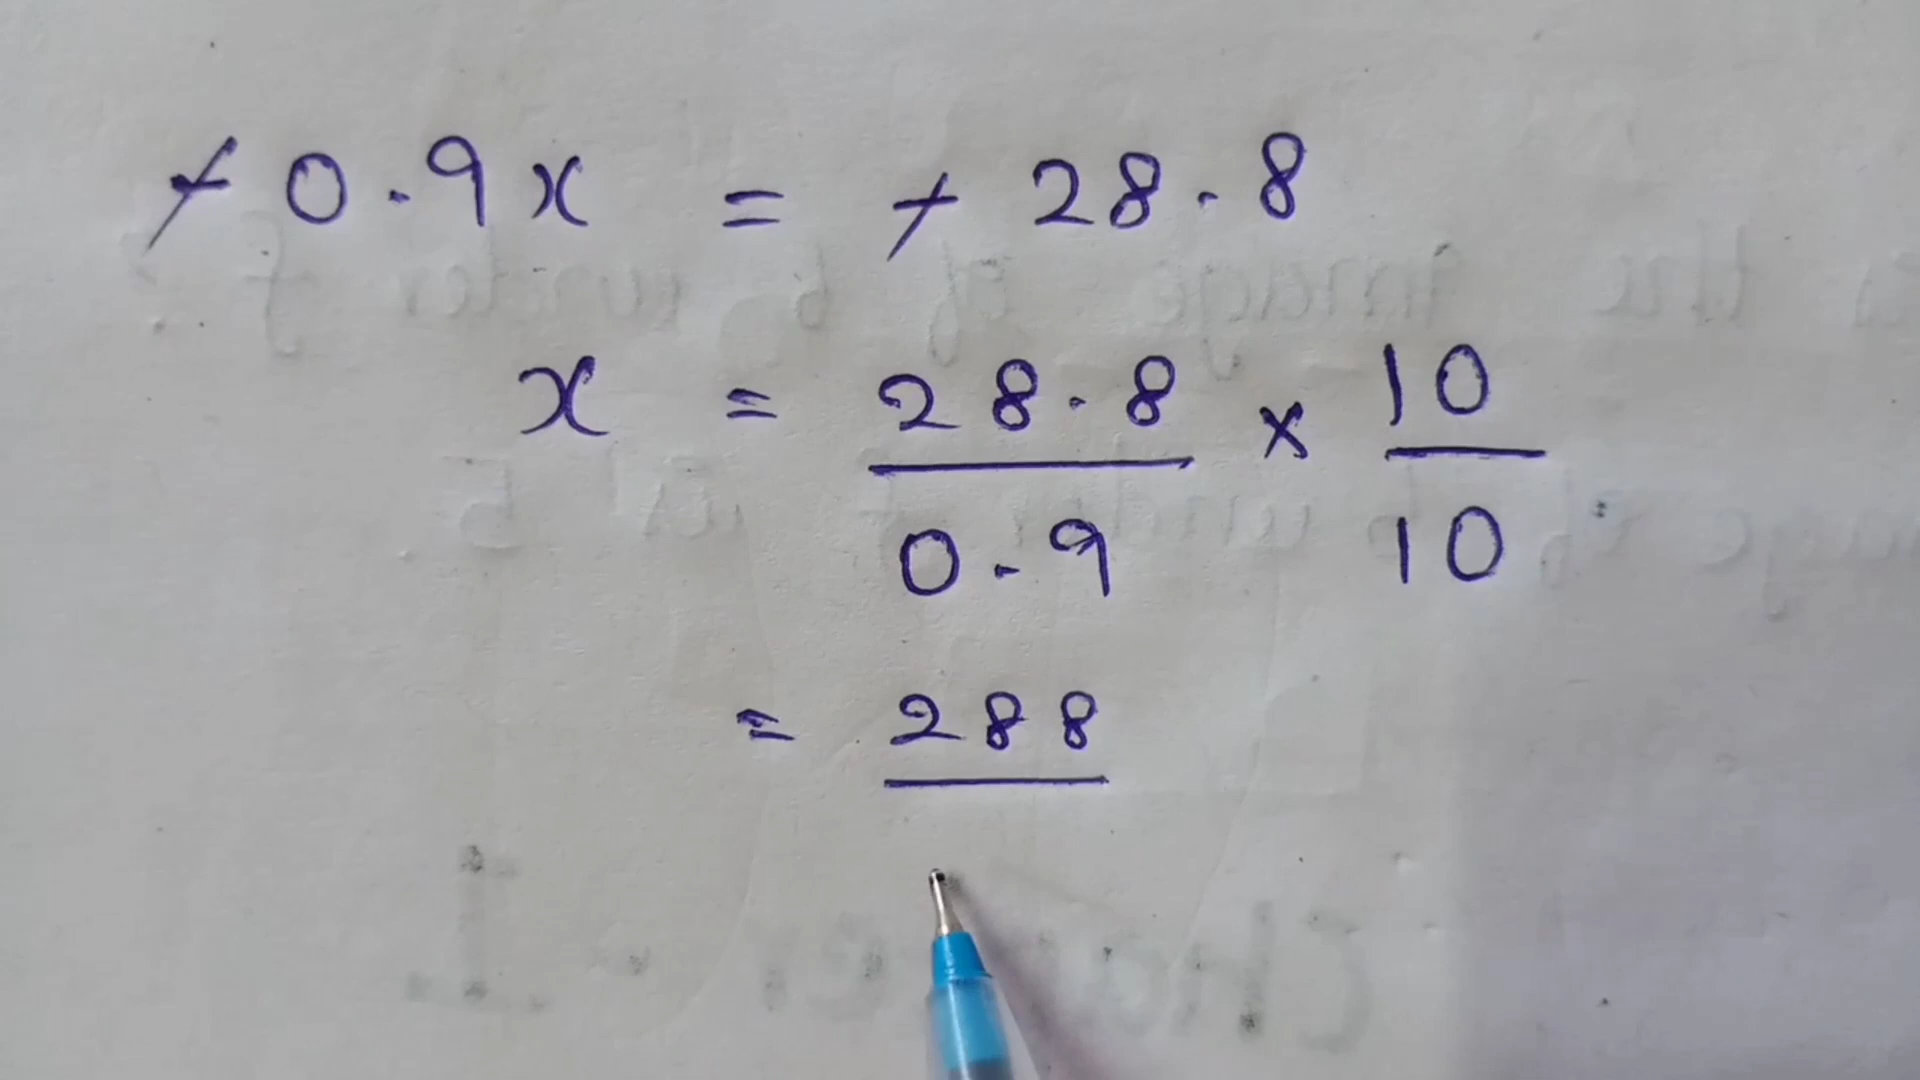 - 0.9x = - 28.8
x = 28.8/0.9 × 10/10
= 288